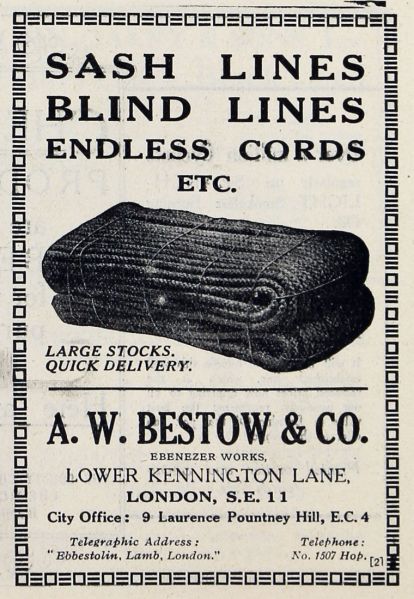 SASH LINES
BLIND LINES
ENDLESS CORDS
ETC.
LARGE STOCKS.
QUICK DELIVERY.
A. W. BESTOW & CO.
EBENEZER WORKS,
LOWER KENNINGTON LANE,
LONDON, S.E. 11
City Office: 9 Laurence Pountney Hill, E.C. 4
Telegraphic Address: Telephone:
"Ebbestolin, Lamb, London." No. 1507 Hop.
[2]